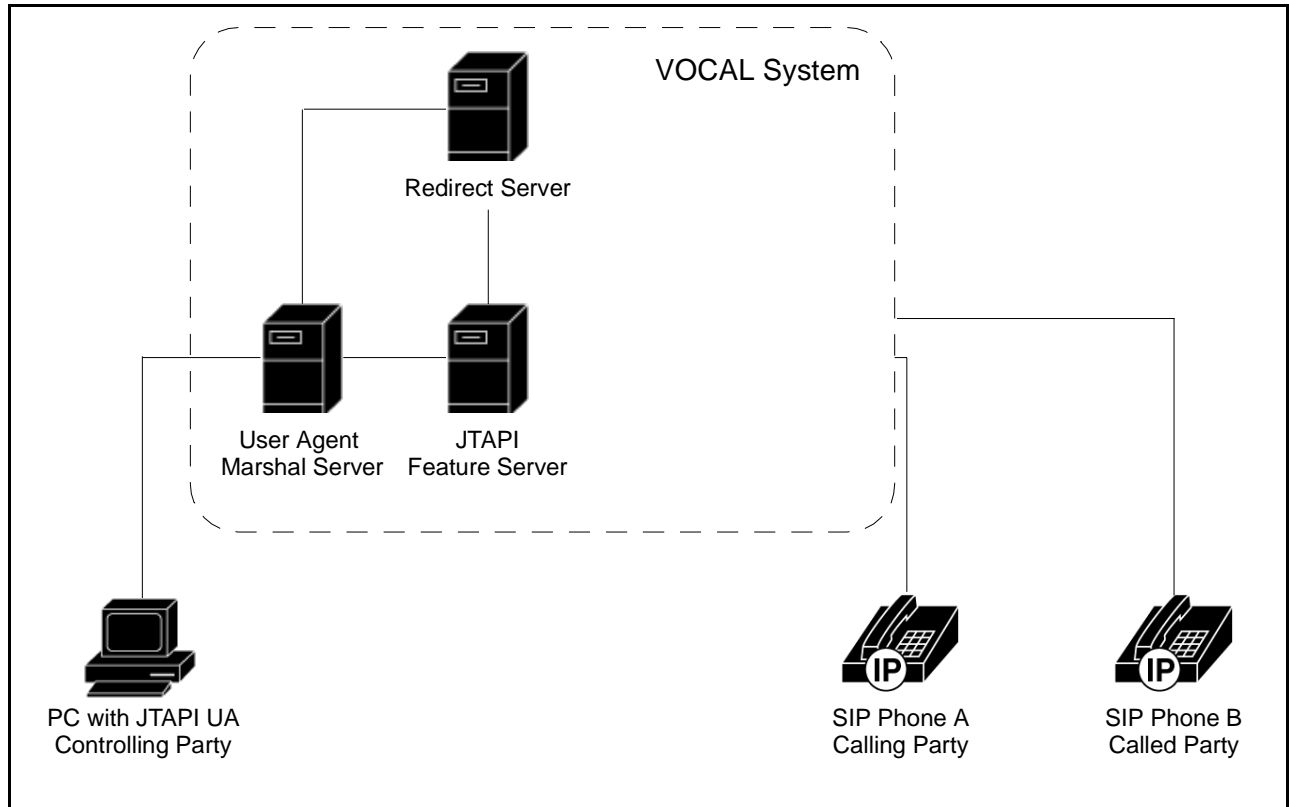 VOCAL System
Redirect Server
User Agent
Marshal Server
JTAPI
Feature Server
PC with JTAPI UA
Controlling Party
IP
SIP Phone A
Calling Party
IP
SIP Phone B
Called Party